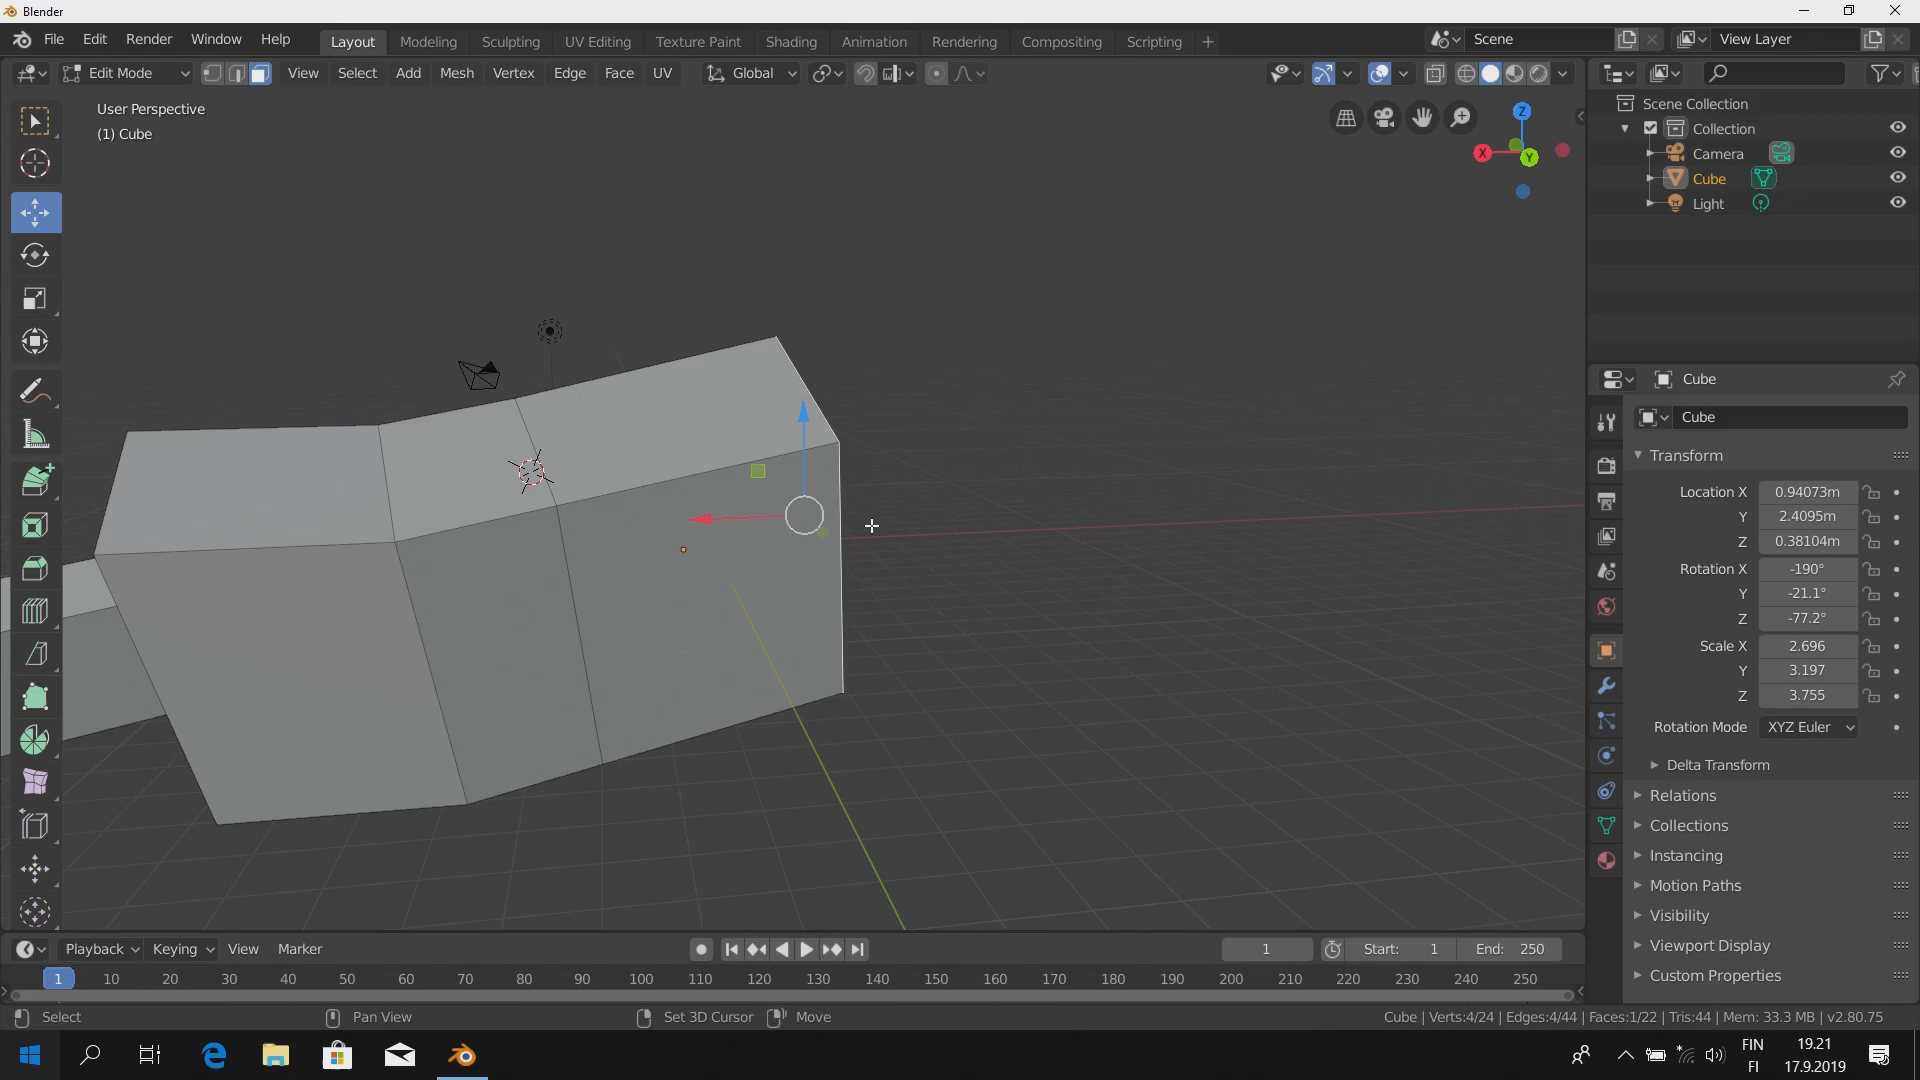 Blender
File Edit Render Window Help
Layout Modeling Sculpting UV Editing Texture Paint Shading Animation Rendering Compositing Scripting +
Scene
View Layer
Edit Mode
View Select Add Mesh Vertex Edge Face UV
Global
User Perspective
(1) Cube
Z
X
Y
Scene Collection
Collection
Camera
Cube
Light
Cube
Cube
Transform
Location X 0.94073m
Y 2.4095m
Z 0.38104m
Rotation X -190°
Y -21.1°
Z -77.2°
Scale X 2.696
Y 3.197
Z 3.755
Rotation Mode XYZ Euler
Delta Transform
Relations
Collections
Instancing
Motion Paths
Visibility
Viewport Display
Custom Properties
Playback Keying View Marker
1
Start: 1
End: 250
1 10 20 30 40 50 60 70 80 90 100 110 120 130 140 150 160 170 180 190 200 210 220 230 240 250
Select
Pan View
Set 3D Cursor
Move
Cube | Verts:4/24 | Edges:4/44 | Faces:1/22 | Tris:44 | Mem: 33.3 MB | v2.80.75
FIN
FI
19.21
17.9.2019